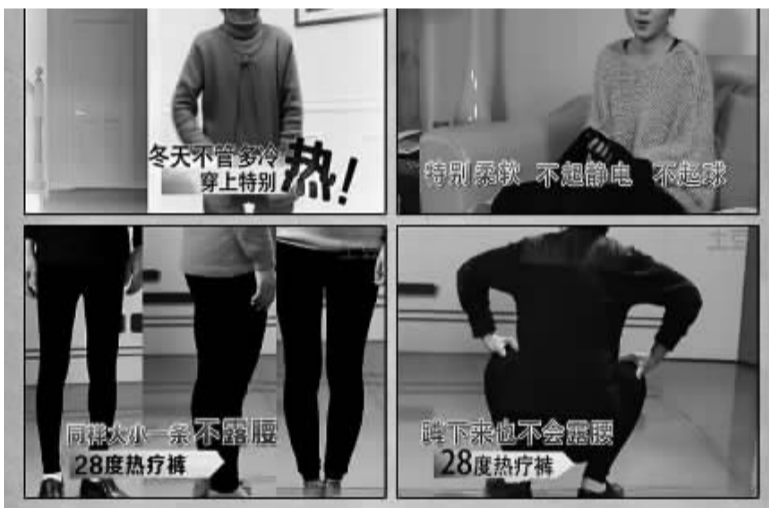 冬天不管多冷
穿上特别热!
特别柔软 不起静电 不起球
同样大小一条不露腰
28度热疗裤
蹲下来也不会露腰
28度热疗裤